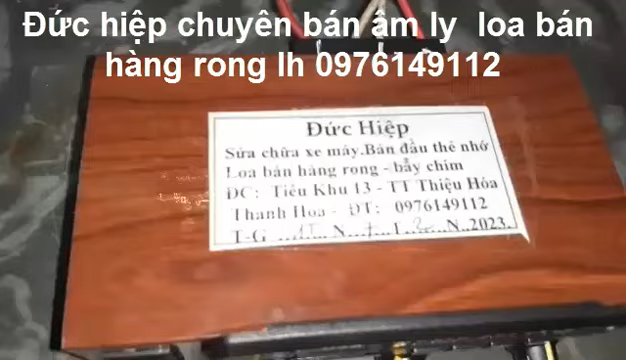 Đức hiệp chuyên bán âm ly loa bán
hàng rong lh 0976149112
Đức Hiệp
Sửa chữa xe máy.Bán đầu thẻ nhớ
Loa bán hàng rong - bẫy chim
ĐC: Tiểu Khu 13 - TT Thiệu Hóa
Thanh Hoa - ĐT: 0976149112
T-G ... N ... T ... N..2023.